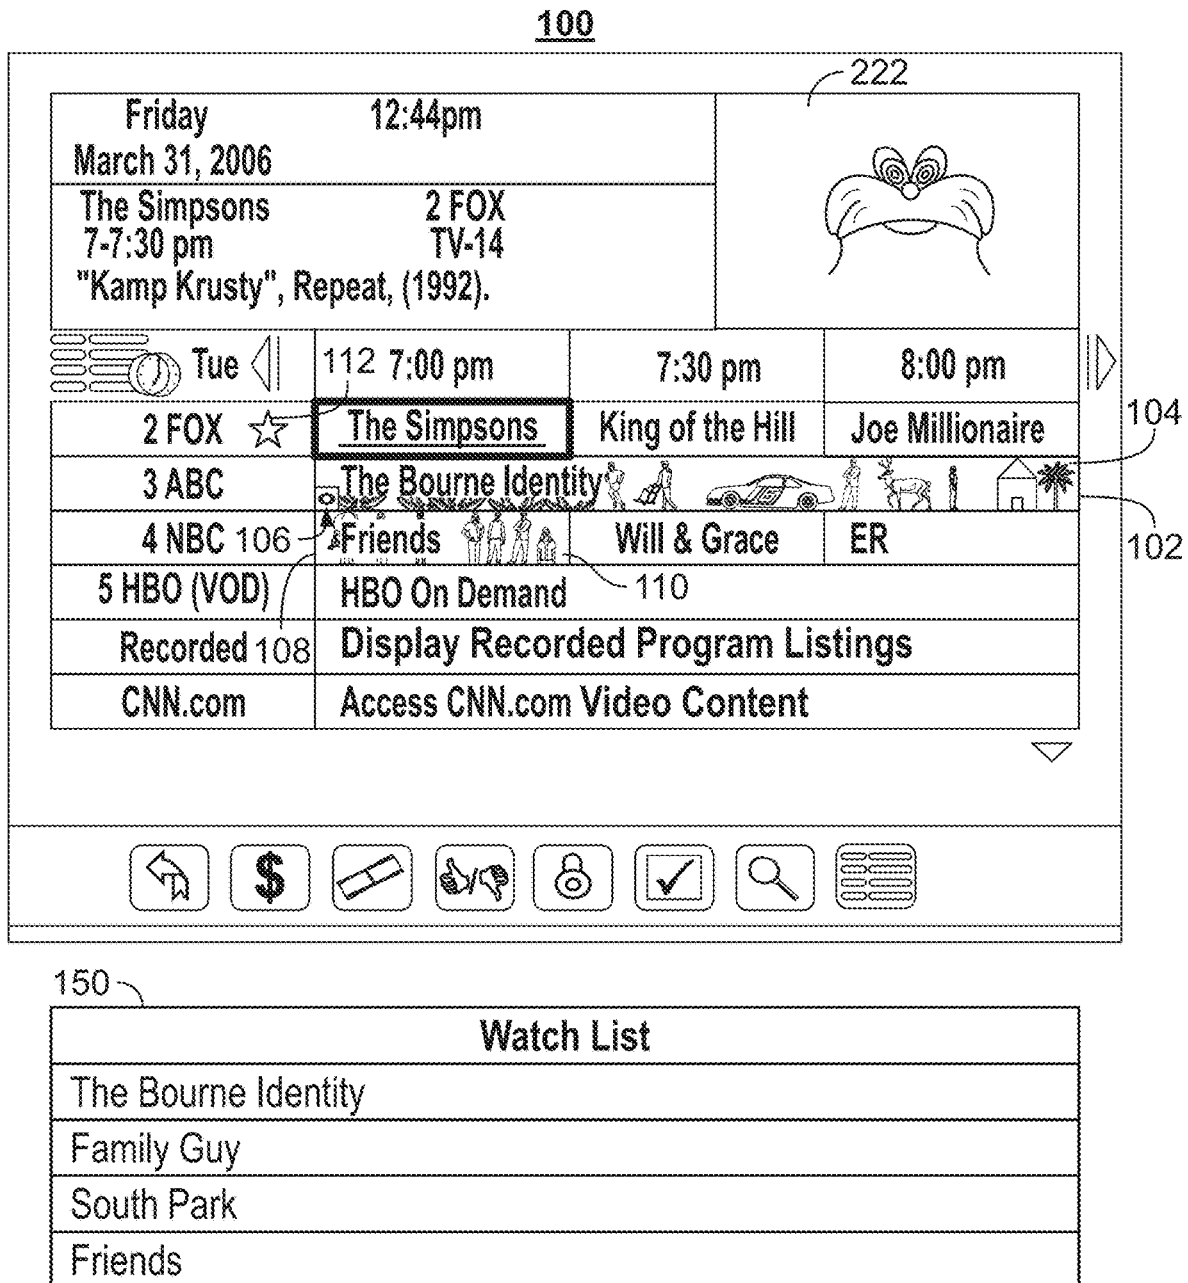 100
222
Friday 12:44pm
March 31, 2006
The Simpsons 2 FOX
7-7:30 pm TV-14
"Kamp Krusty", Repeat, (1992).
Tue 112 7:00 pm 7:30 pm 8:00 pm
2 FOX The Simpsons King of the Hill Joe Millionaire 104
3 ABC The Bourne Identity
4 NBC 106 Friends Will & Grace ER 102
5 HBO (VOD) HBO On Demand 110
Recorded 108 Display Recorded Program Listings
CNN.com Access CNN.com Video Content
$
150
Watch List
The Bourne Identity
Family Guy
South Park
Friends